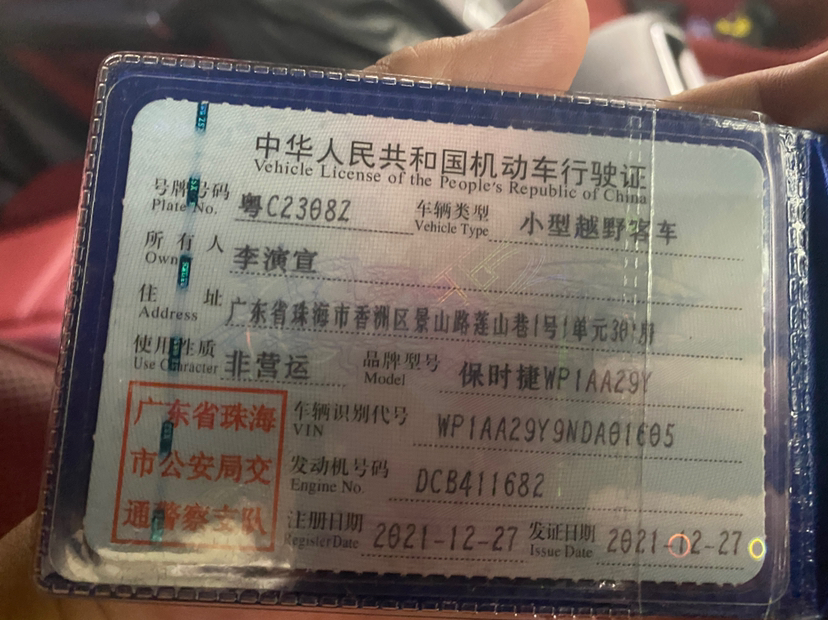 中华人民共和国机动车行驶证
Vehicle License of the People's Republic of China
号牌号码 粤C23082 车辆类型 小型越野客车
Plate No. Vehicle Type
所有人 李演宣
Owner
住址 广东省珠海市香洲区景山路莲山巷1号1单元301房
Address
使用性质 非营运 品牌型号 保时捷WP1AA29Y
Use Character Model
广东省珠海
市公安局交
通警察支队
车辆识别代号 WP1AA29Y9NDA01605
VIN
发动机号码 DCB411682
Engine No.
注册日期 2021-12-27 发证日期 2021-12-27
Register Date Issue Date